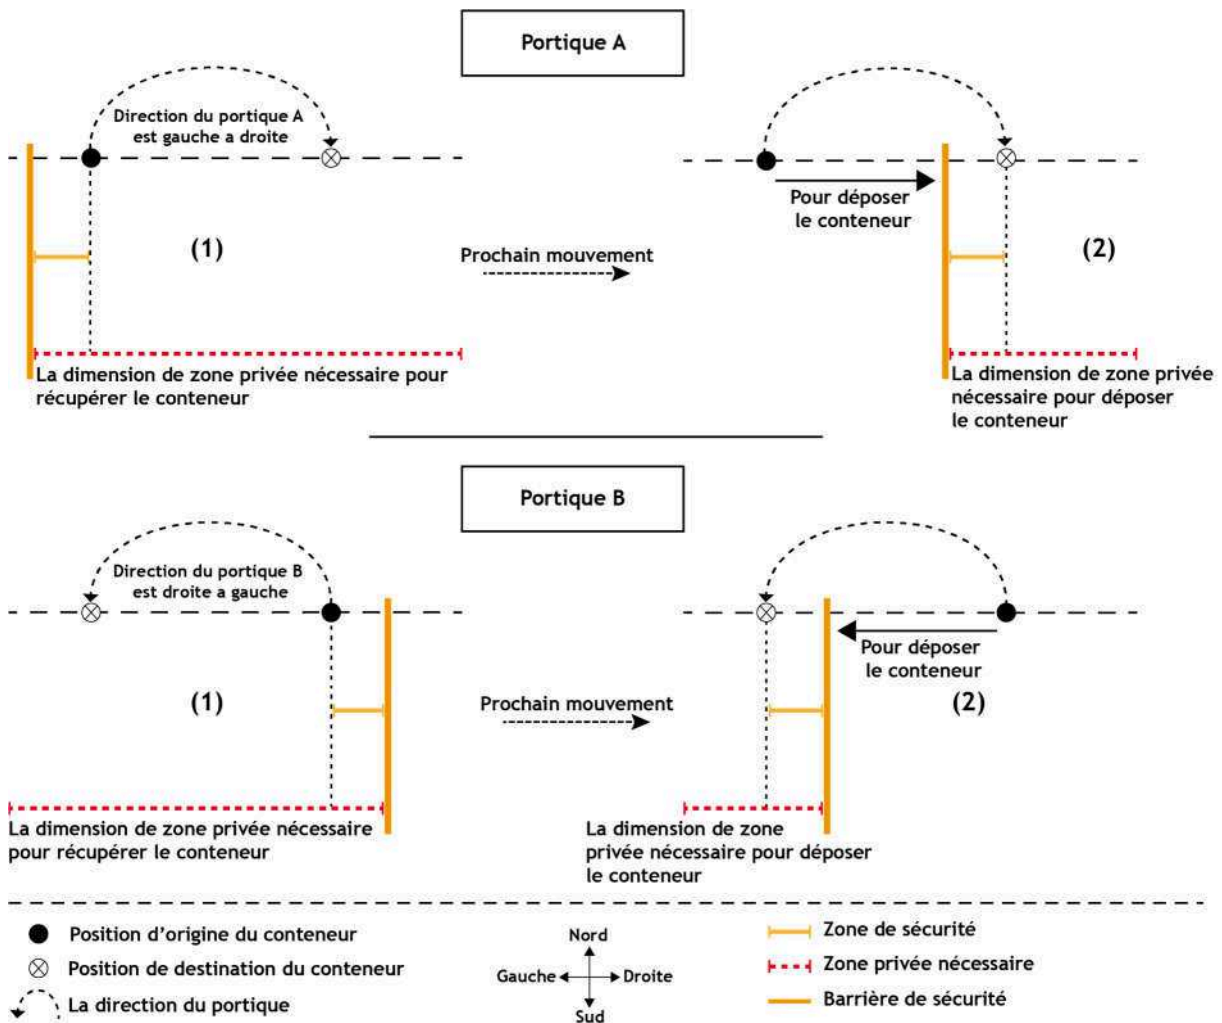 Portique A
Direction du portique A
est gauche a droite
(1)
Prochain mouvement
Pour déposer
le conteneur
(2)
La dimension de zone privée nécessaire pour
récupérer le conteneur
La dimension de zone privée
nécessaire pour déposer
le conteneur
Portique B
Direction du portique B
est droite a gauche
(1)
Prochain mouvement
Pour déposer
le conteneur
(2)
La dimension de zone privée nécessaire
pour récupérer le conteneur
La dimension de zone
privée nécessaire pour déposer
le conteneur
Position d'origine du conteneur
Position de destination du conteneur
La direction du portique
Nord
Gauche
Droite
Sud
Zone de sécurité
Zone privée nécessaire
Barrière de sécurité